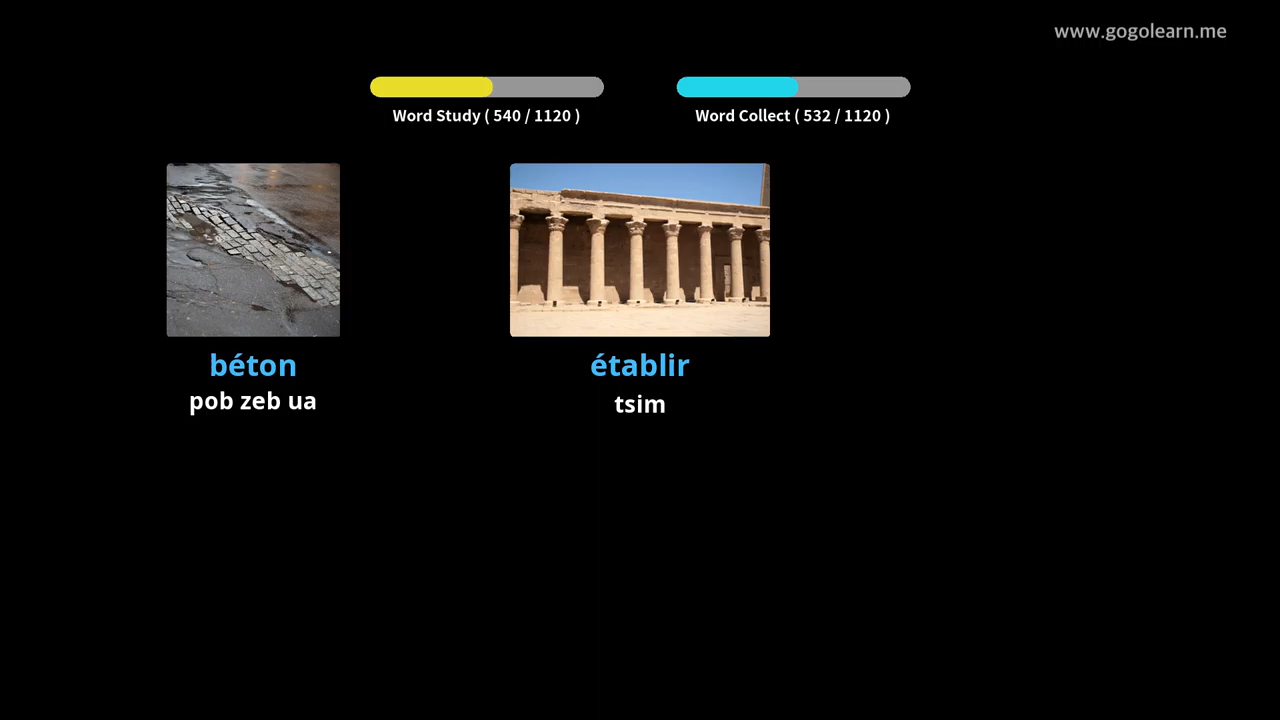 www.gogolearn.me
Word Study ( 540 / 1120 )
Word Collect ( 532 / 1120 )
béton
pob zeb ua
établir
tsim